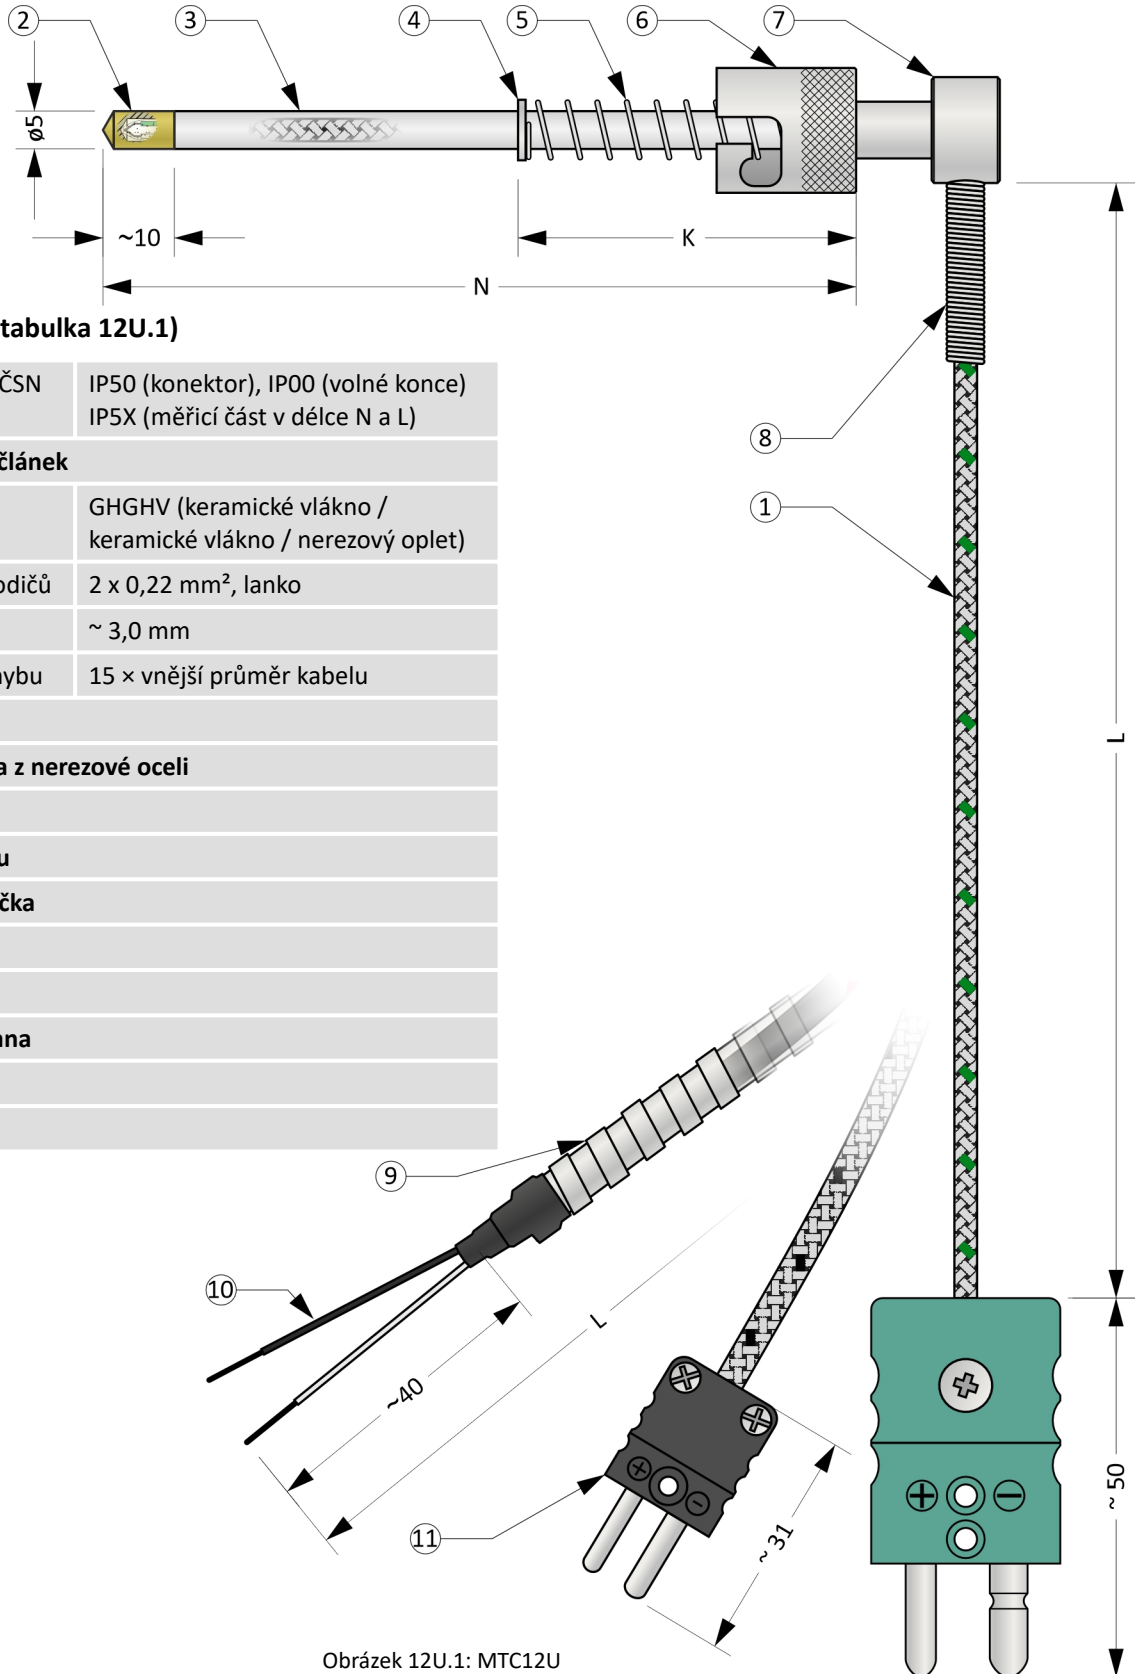 ② ③ ④ ⑤ ⑥ ⑦
ø5
~10
K
N
tabulka 12U.1)
ČSN IP50 (konektor), IP00 (volné konce)
IP5X (měřicí část v délce N a L)
článek
GHGHV (keramické vlákno /
keramické vlákno / nerezový oplet)
odičů 2 x 0,22 mm², lanko
~ 3,0 mm
hybu 15 × vnější průměr kabelu
a z nerezové oceli
u
čka
nna
⑧
①
L
⑨
⑩
L
~40
⑪
~ 31
~ 50
+ −
+ −
Obrázek 12U.1: MTC12U